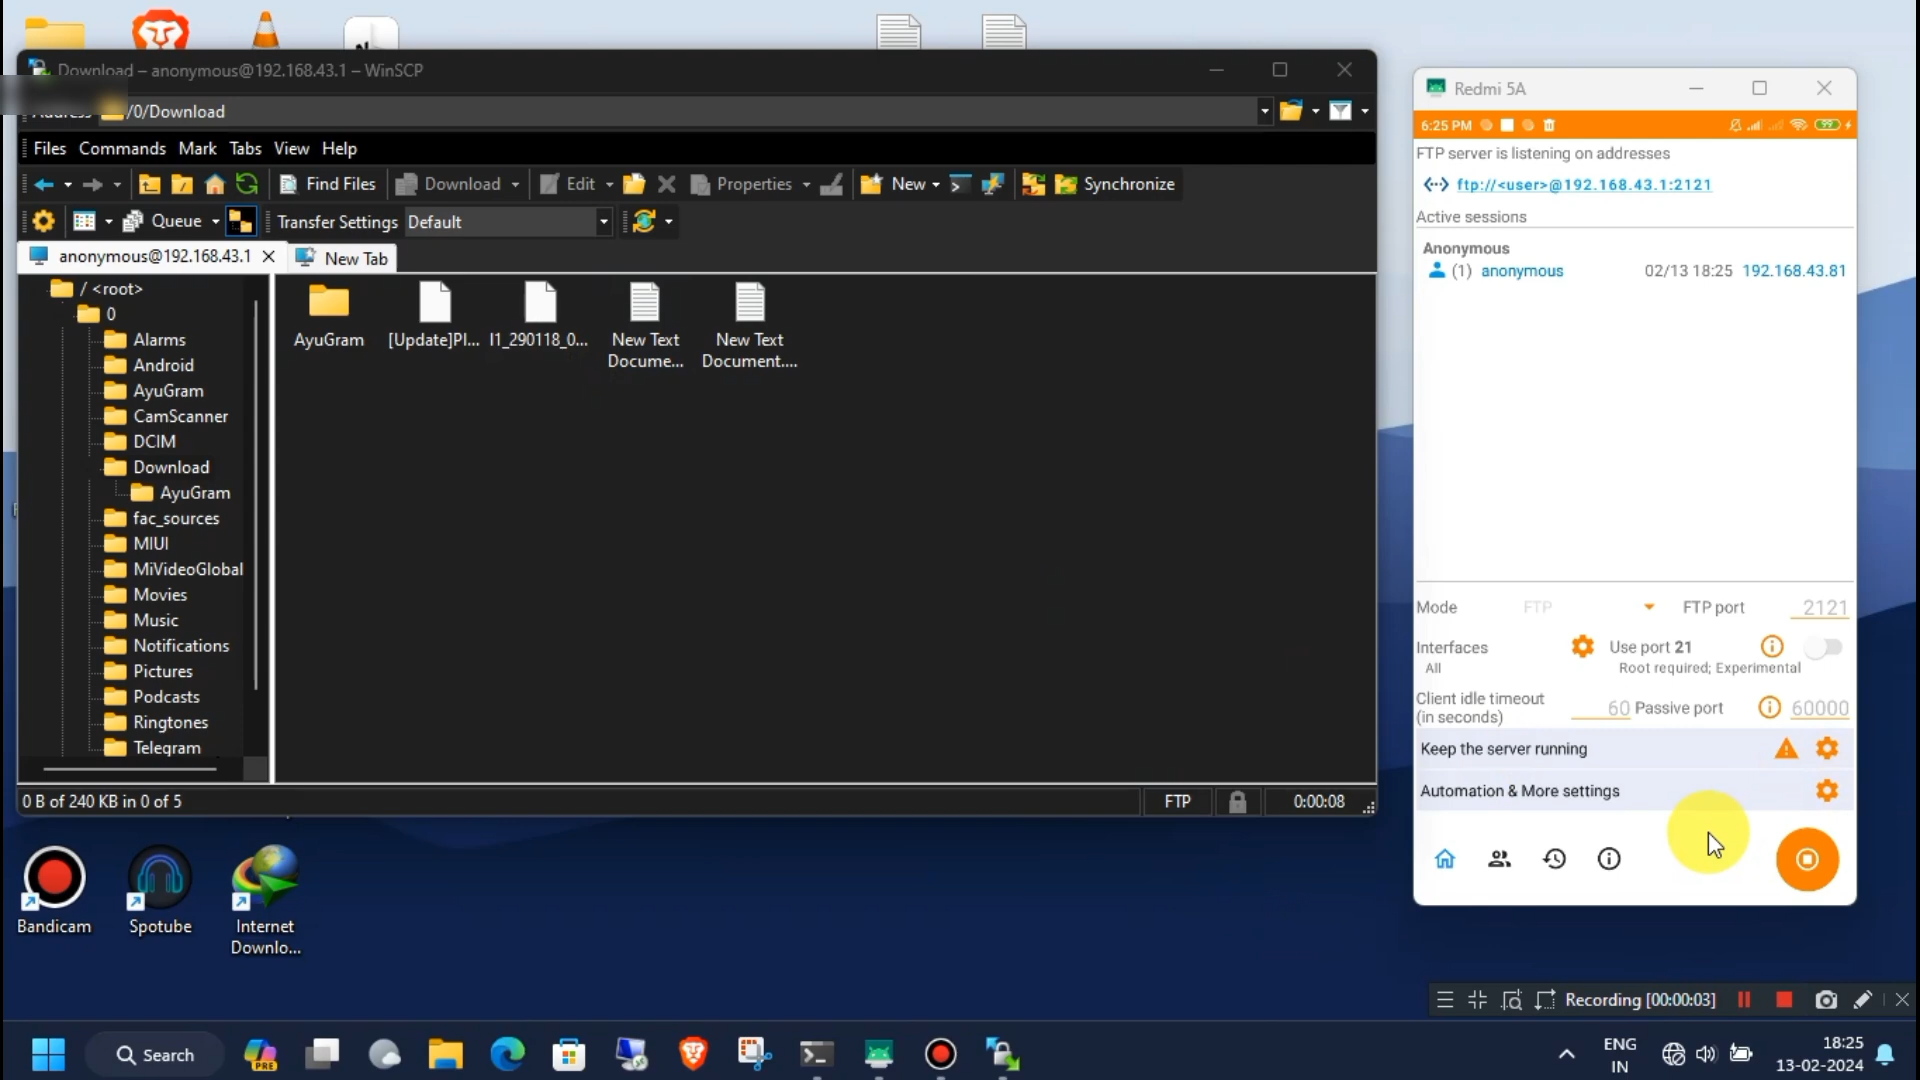 Download – anonymous@192.168.43.1 – WinSCP
/0/Download
Files Commands Mark Tabs View Help
Find Files Download Edit Properties New Synchronize
Queue Transfer Settings Default
anonymous@192.168.43.1 New Tab
/ <root>
0
Alarms
Android
AyuGram
CamScanner
DCIM
Download
AyuGram
fac_sources
MIUI
MiVideoGlobal
Movies
Music
Notifications
Pictures
Podcasts
Ringtones
Telegram
AyuGram
[Update]Pl...
I1_290118_0...
New Text
Docume...
New Text
Document....
0 B of 240 KB in 0 of 5
FTP
0:00:08
Redmi 5A
6:25 PM
99
FTP server is listening on addresses
ftp://<user>@192.168.43.1:2121
Active sessions
Anonymous
(1) anonymous 02/13 18:25 192.168.43.81
Mode FTP FTP port 2121
Interfaces Use port 21
All Root required; Experimental
Client idle timeout
(in seconds) 60 Passive port 60000
Keep the server running
Automation & More settings
Bandicam
Spotube
Internet
Downlo...
Recording [00:00:03]
Search
PRE
ENG
IN
18:25
13-02-2024